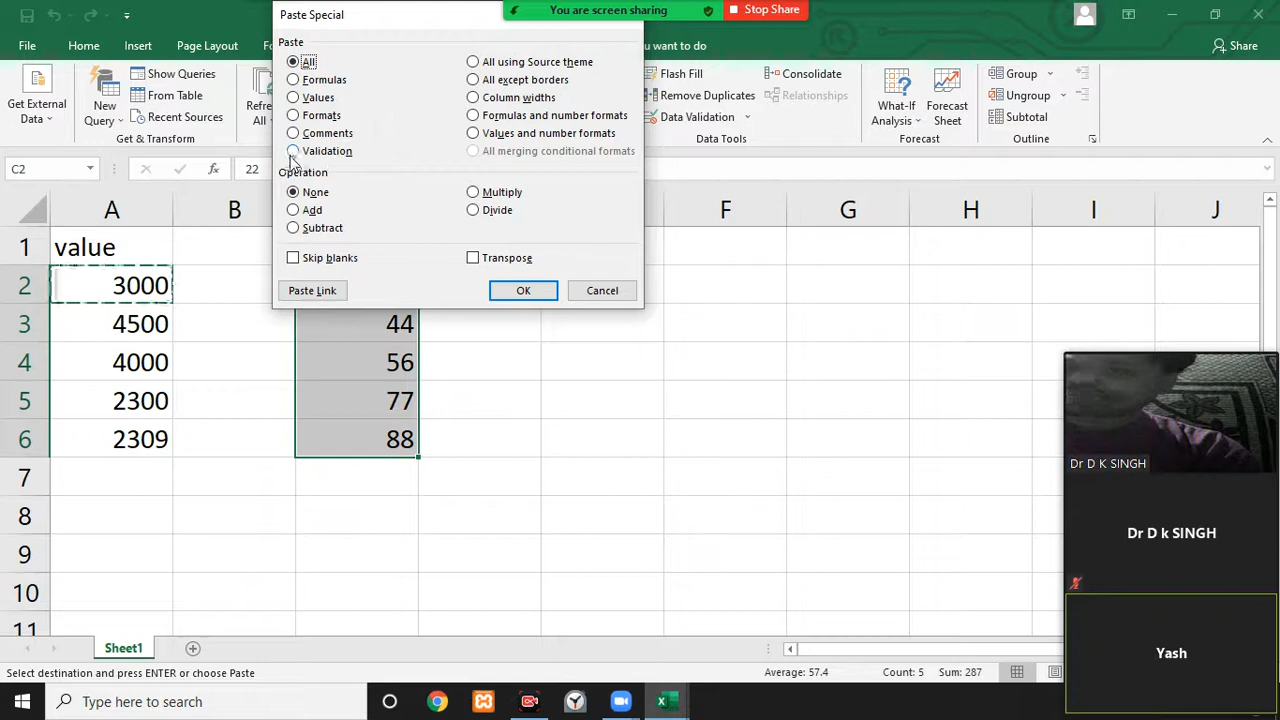 Paste Special
You are screen sharing
Stop Share
File
Home
Insert
Page Layout
Fo
u want to do
Share
Get External
Data
New
Query
Show Queries
From Table
Recent Sources
Get & Transform
Refre
All
Flash Fill
Remove Duplicates
Data Validation
Consolidate
Relationships
Data Tools
What-If
Analysis
Forecast
Sheet
Forecast
Group
Ungroup
Subtotal
Outline
Paste
All
Formulas
Values
Formats
Comments
Validation
All using Source theme
All except borders
Column widths
Formulas and number formats
Values and number formats
All merging conditional formats
Operation
None
Add
Subtract
Multiply
Divide
Skip blanks
Transpose
Paste Link
OK
Cancel
C2
fx
22
A B F G H I J
1 value
2 3000
3 4500 44
4 4000 56
5 2300 77
6 2309 88
7
8
9
10
11
Dr D K SINGH
Dr D k SINGH
Yash
Sheet1
Select destination and press ENTER or choose Paste
Average: 57.4
Count: 5
Sum: 287
Type here to search